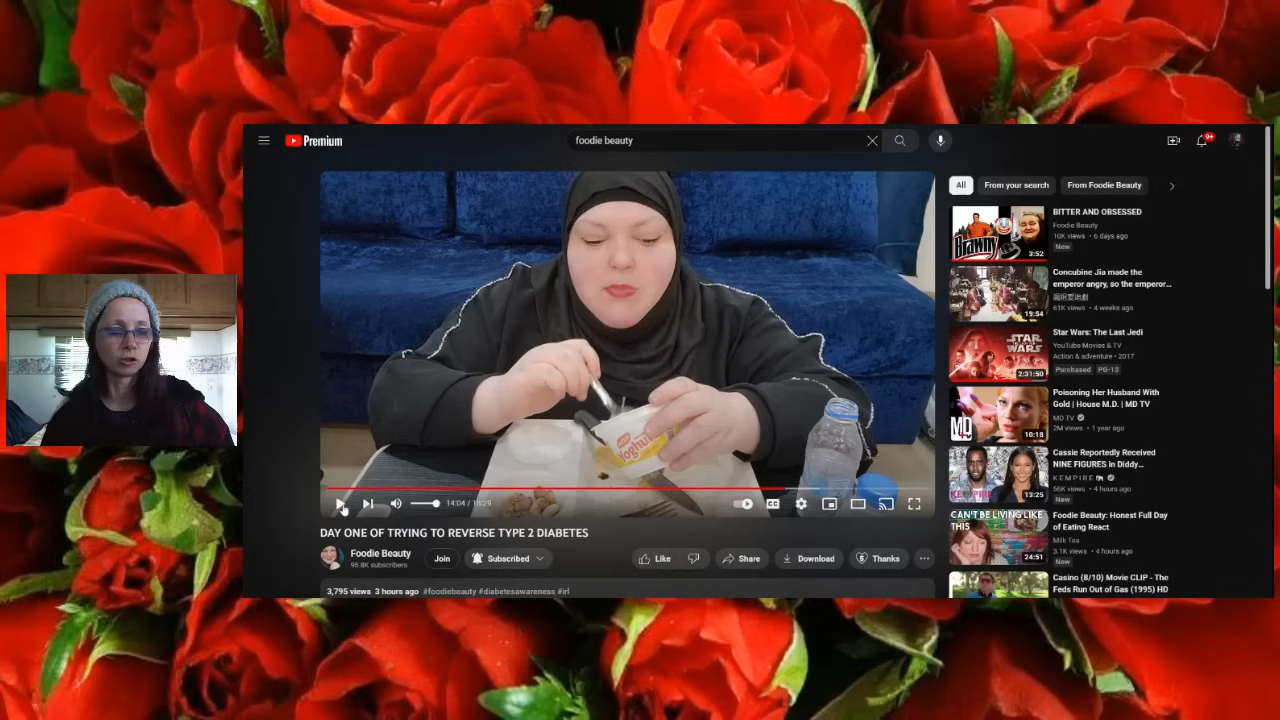 Premium
foodie beauty
9+
All
From your search
From Foodie Beauty
Yoghurt
14:04 / 18:29
CC
DAY ONE OF TRYING TO REVERSE TYPE 2 DIABETES
Foodie Beauty
95.8K subscribers
Join
Subscribed
Like
Share
Download
Thanks
3,795 views 3 hours ago #foodiebeauty #diabetesawareness #irl
Brawny
3:52
BITTER AND OBSESSED
Foodie Beauty
10K views • 6 days ago
New
19:54
Concubine Jia made the
emperor angry, so the emperor...
61K views • 4 weeks ago
STAR
WARS
2:31:50
Star Wars: The Last Jedi
YouTube Movies & TV
Action & adventure • 2017
Purchased PG-13
MD
10:18
Poisoning Her Husband With
Gold | House M.D. | MD TV
MD TV
2M views • 1 year ago
13:25
Cassie Reportedly Received
NINE FIGURES in Diddy...
KEMPIRE
56K views • 4 hours ago
New
CAN'T BE LIVING LIKE
THIS
24:51
Foodie Beauty: Honest Full Day
of Eating React
Milk Tea
3.1K views • 4 hours ago
New
Casino (8/10) Movie CLIP - The
Feds Run Out of Gas (1995) HD